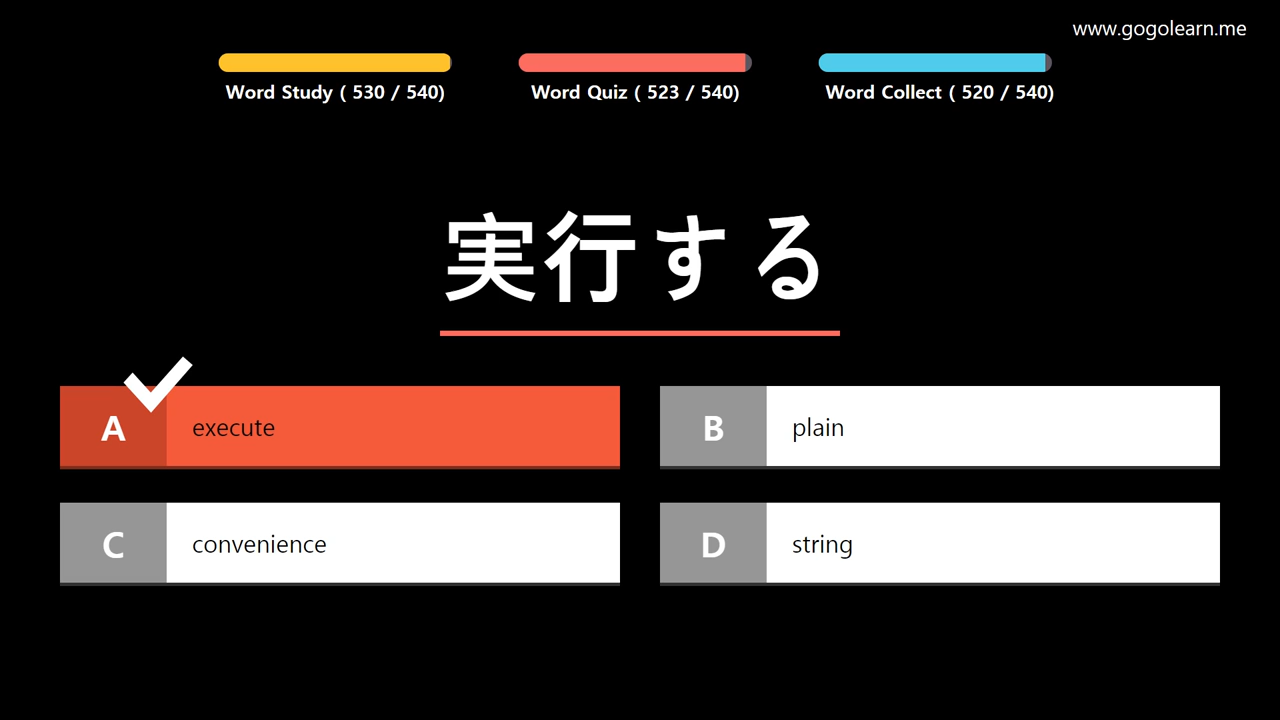 www.gogolearn.me
Word Study ( 530 / 540)
Word Quiz ( 523 / 540)
Word Collect ( 520 / 540)
実行する
A execute
B plain
C convenience
D string